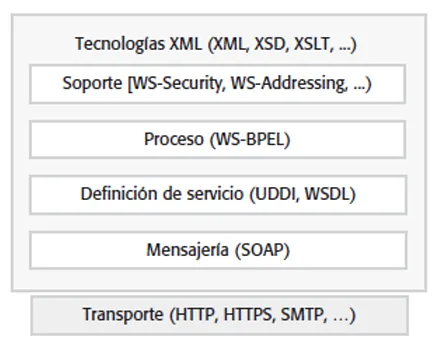 Tecnologías XML (XML, XSD, XSLT, ...)
Soporte [WS-Security, WS-Addressing, ...)
Proceso (WS-BPEL)
Definición de servicio (UDDI, WSDL)
Mensajería (SOAP)
Transporte (HTTP, HTTPS, SMTP, ...)